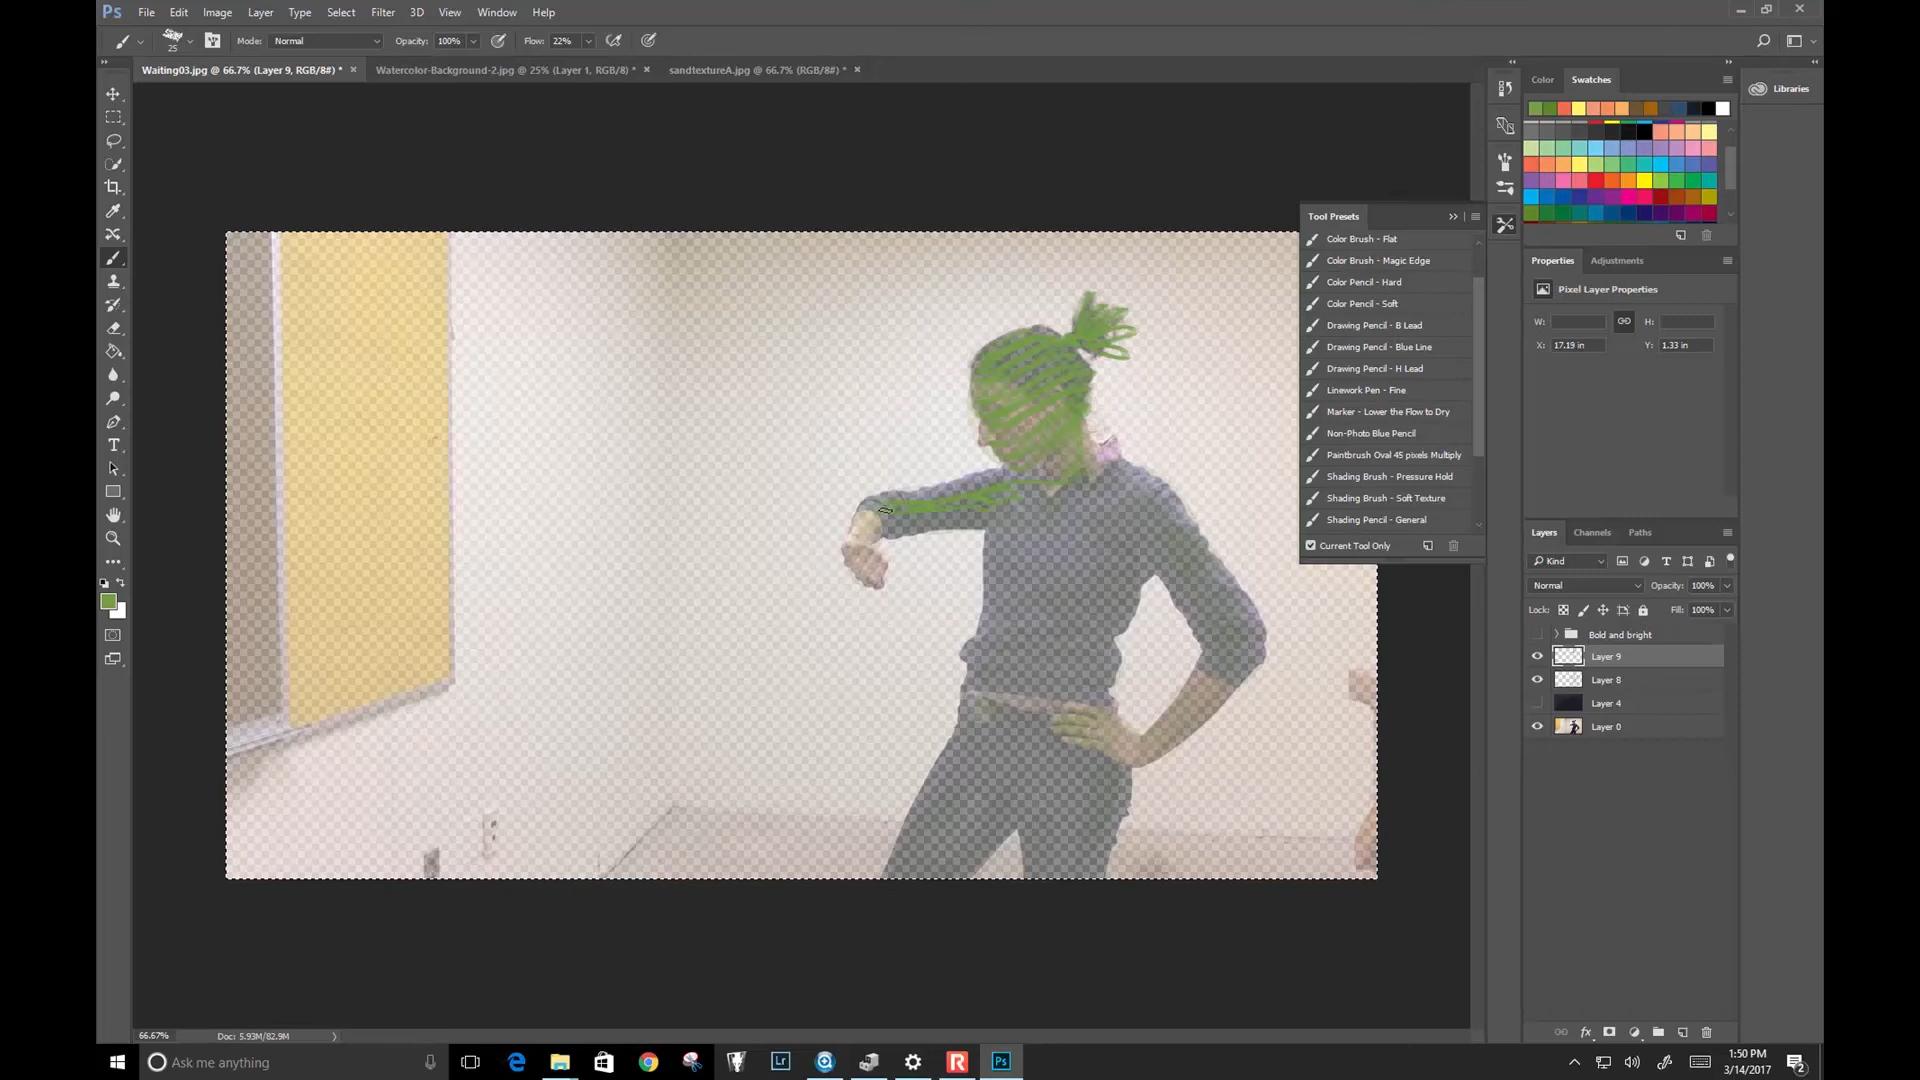 Ps File Edit Image Layer Type Select Filter 3D View Window Help
25 Mode: Normal Opacity: 100% Flow: 22%
Waiting03.jpg @ 66.7% (Layer 9, RGB/8#) * Watercolor-Background-2.jpg @ 25% (Layer 1, RGB/8) * sandtextureA.jpg @ 66.7% (RGB/8#) *
Color Swatches
Libraries
Tool Presets
Color Brush - Flat
Color Brush - Magic Edge
Color Pencil - Hard
Color Pencil - Soft
Drawing Pencil - B Lead
Drawing Pencil - Blue Line
Drawing Pencil - H Lead
Linework Pen - Fine
Marker - Lower the Flow to Dry
Non-Photo Blue Pencil
Paintbrush Oval 45 pixels Multiply
Shading Brush - Pressure Hold
Shading Brush - Soft Texture
Shading Pencil - General
Current Tool Only
Properties Adjustments
Pixel Layer Properties
W: H:
X: 17.19 in Y: 1.33 in
Layers Channels Paths
Kind
Normal Opacity: 100%
Lock: Fill: 100%
Bold and bright
Layer 9
Layer 8
Layer 4
Layer 0
66.67% Doc: 5.93M/82.9M
Ask me anything
Lr
R
Ps
1:50 PM
3/14/2017
2